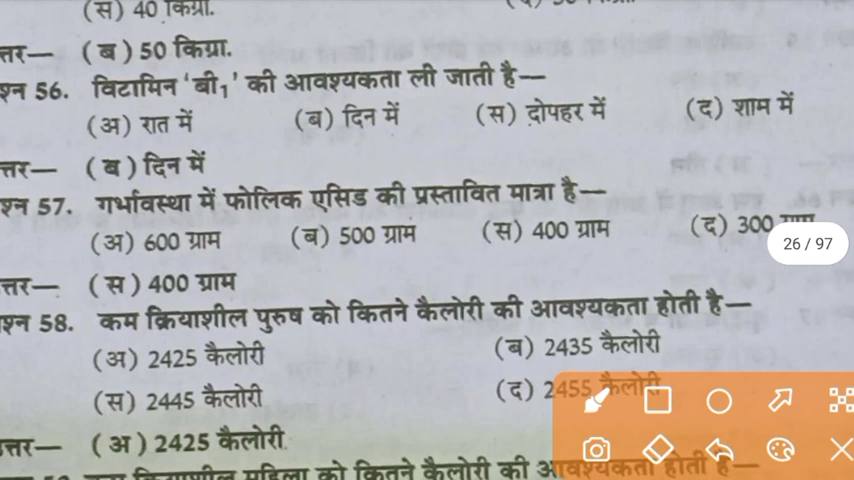 (स) 40 किग्रा.
त्तर— (ब) 50 किग्रा.
श्न 56. विटामिन 'बी₁' की आवश्यकता ली जाती है—
(अ) रात में (ब) दिन में (स) दोपहर में (द) शाम में
त्तर— (ब) दिन में
श्न 57. गर्भावस्था में फोलिक एसिड की प्रस्तावित मात्रा है—
(अ) 600 ग्राम (ब) 500 ग्राम (स) 400 ग्राम (द) 300
26 / 97
त्तर— (स) 400 ग्राम
श्न 58. कम क्रियाशील पुरुष को कितने कैलोरी की आवश्यकता होती है—
(अ) 2425 कैलोरी (ब) 2435 कैलोरी
(स) 2445 कैलोरी (द) 2455 कैलोरी
त्तर— (अ) 2425 कैलोरी
क्रियाशील महिला को कितने कैलोरी की आवश्यकता होती है—